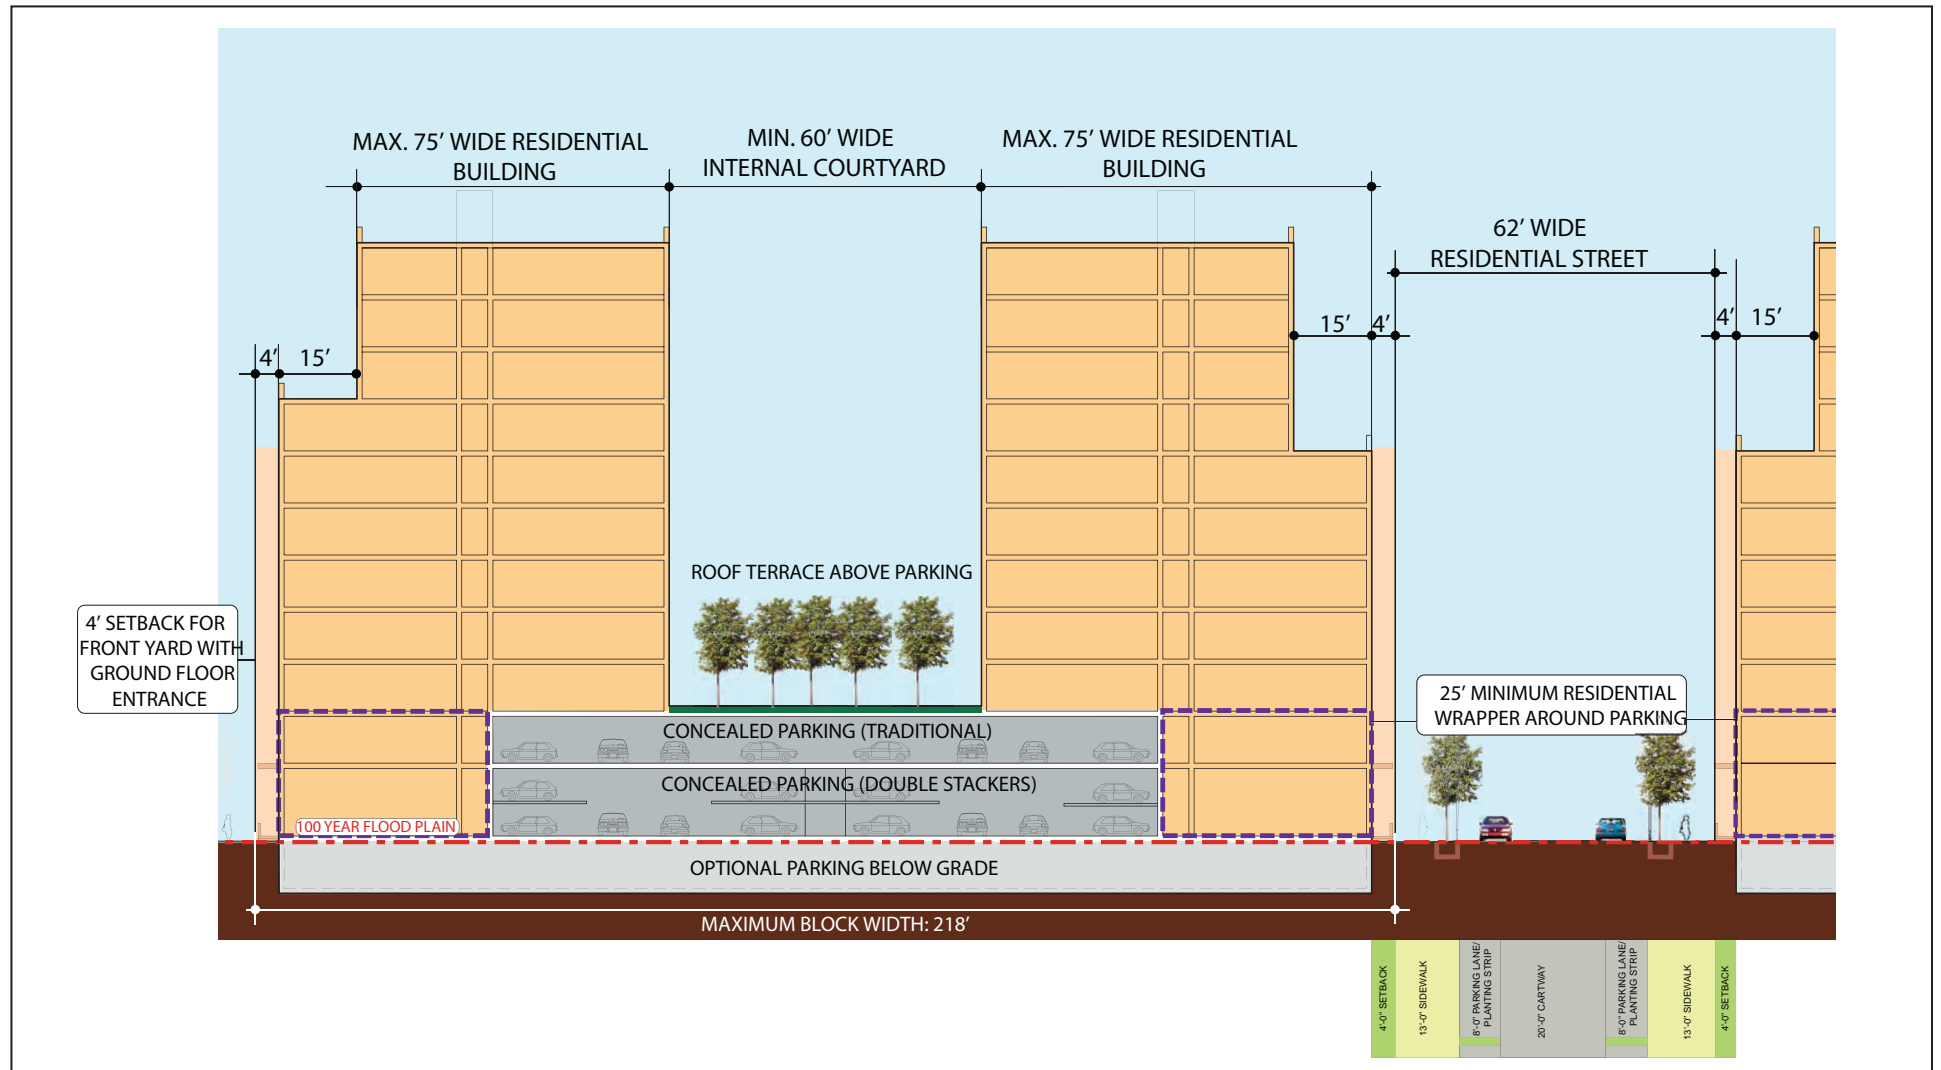 MAX. 75’ WIDE RESIDENTIAL
BUILDING
MIN. 60’ WIDE
INTERNAL COURTYARD
MAX. 75’ WIDE RESIDENTIAL
BUILDING
62’ WIDE
RESIDENTIAL STREET
15’
4’
4’
15’
4’
15’
ROOF TERRACE ABOVE PARKING
4’ SETBACK FOR
FRONT YARD WITH
GROUND FLOOR
ENTRANCE
25’ MINIMUM RESIDENTIAL
WRAPPER AROUND PARKING
CONCEALED PARKING (TRADITIONAL)
CONCEALED PARKING (DOUBLE STACKERS)
100 YEAR FLOOD PLAIN
OPTIONAL PARKING BELOW GRADE
MAXIMUM BLOCK WIDTH: 218’
4'-0" SETBACK
13'-0" SIDEWALK
8'-0" PARKING LANE/
PLANTING STRIP
20'-0" CARTWAY
8'-0" PARKING LANE/
PLANTING STRIP
13'-0" SIDEWALK
4'-0" SETBACK